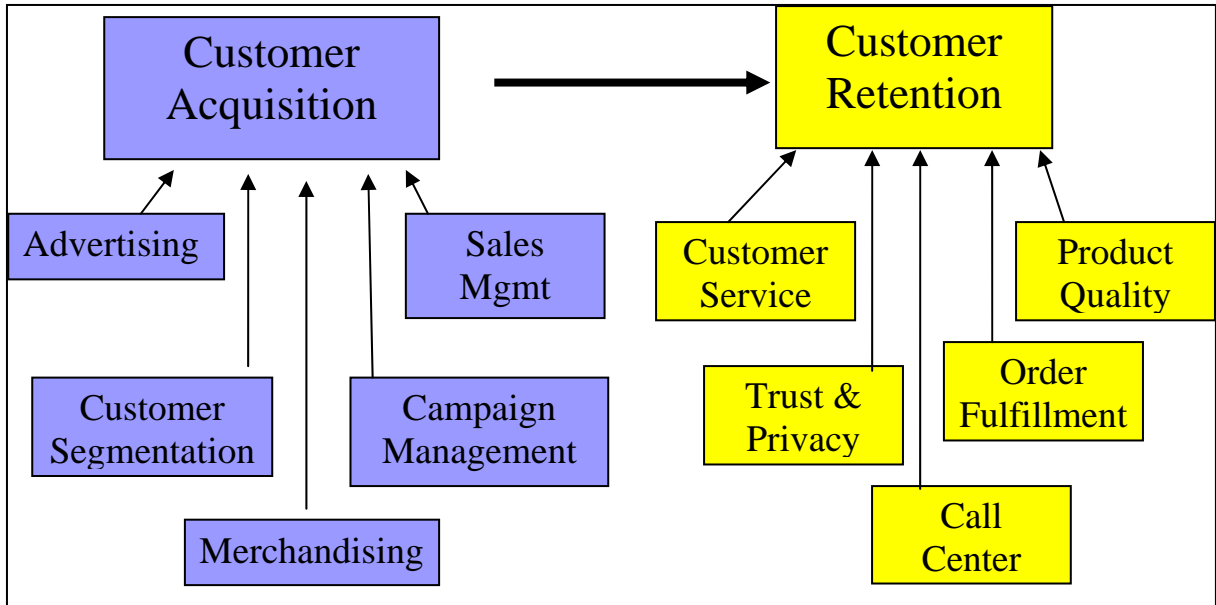 Customer
Acquisition
Customer
Retention
Advertising
Sales
Mgmt
Customer
Service
Product
Quality
Customer
Segmentation
Campaign
Management
Trust &
Privacy
Order
Fulfillment
Merchandising
Call
Center